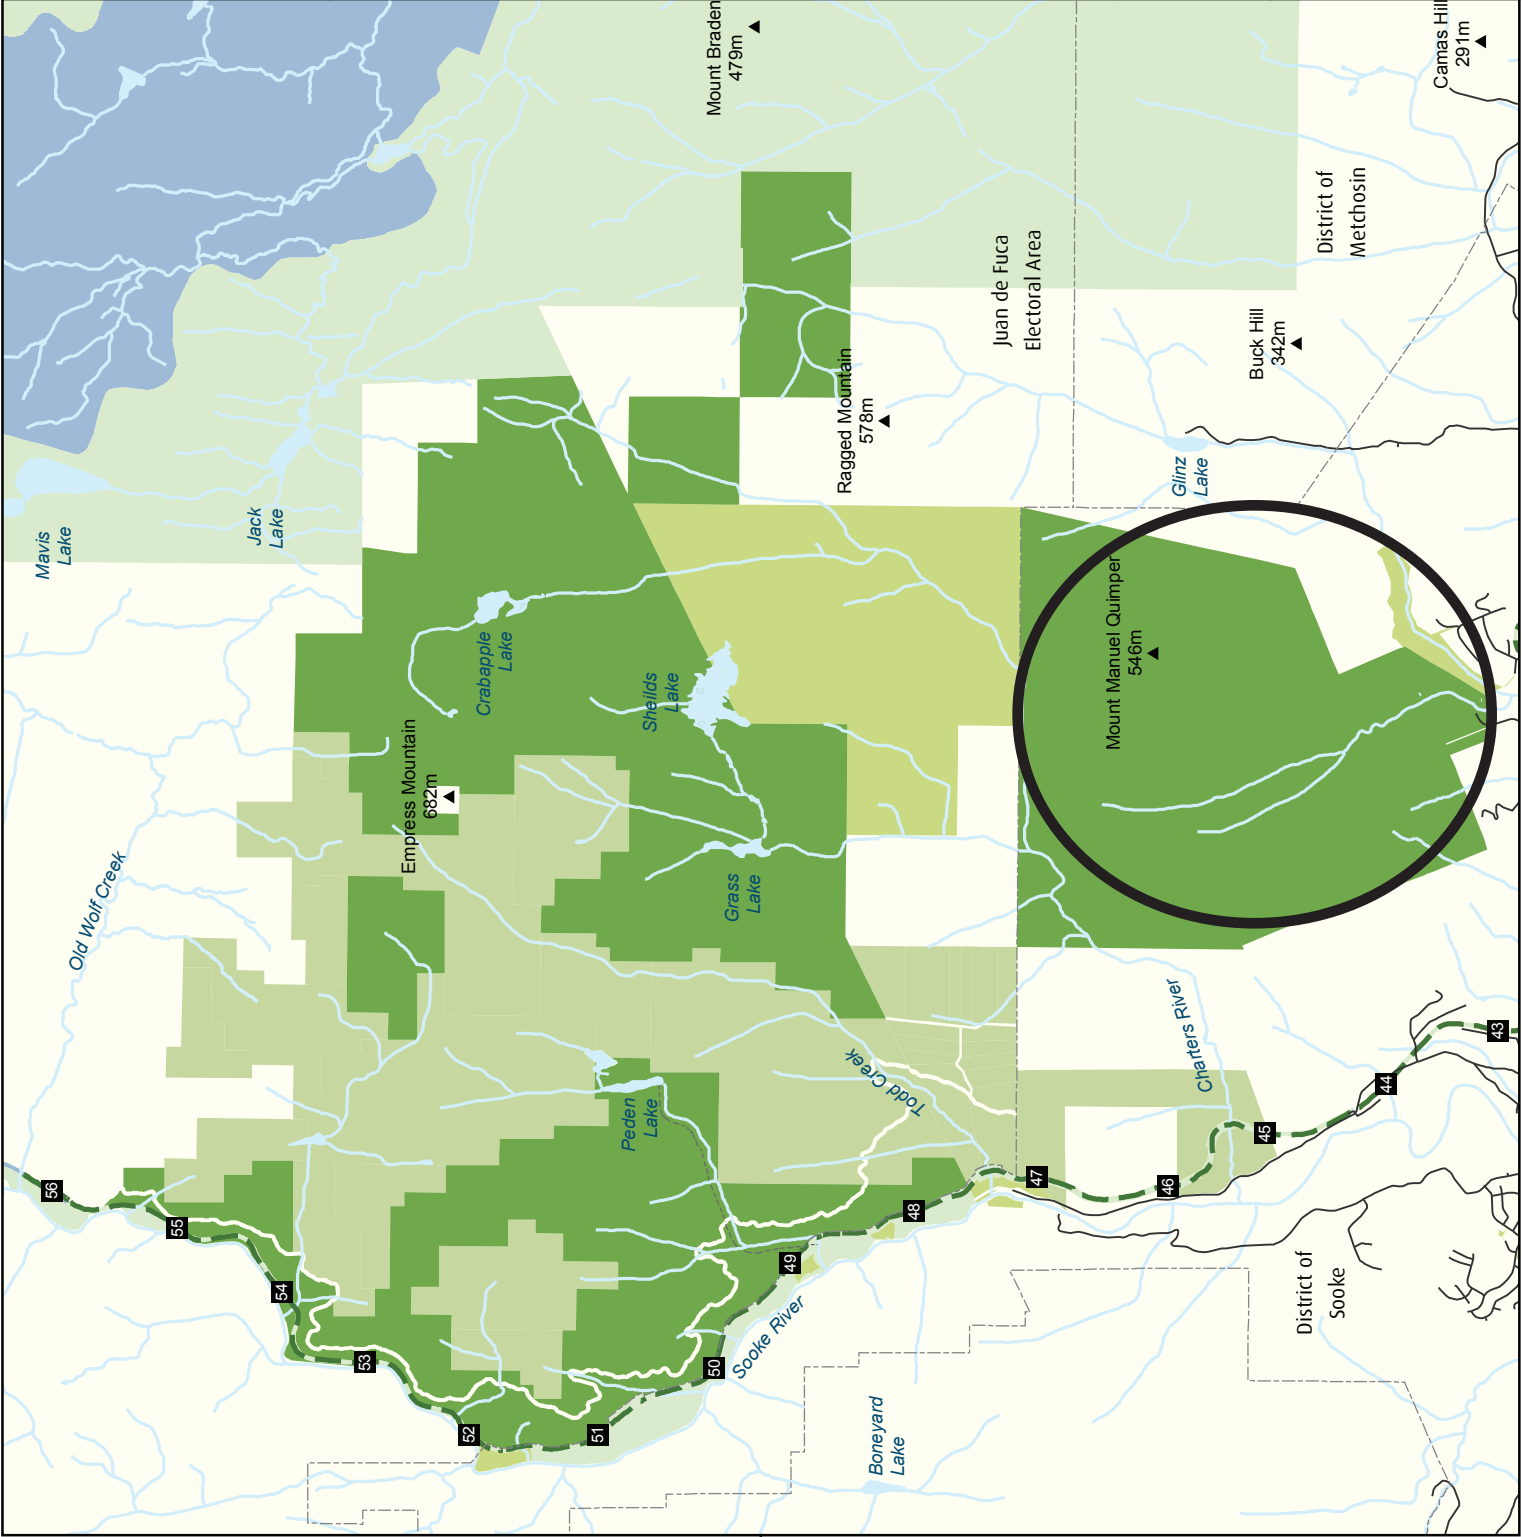 Mavis
Lake
Jack
Lake
Mount Braden
479m
Camas Hill
291m
District of
Metchosin
Juan de Fuca
Electoral Area
Buck Hill
342m
Ragged Mountain
578m
Glinz
Lake
Crabapple
Lake
Sheilds
Lake
Mount Manuel Quimper
546m
Empress Mountain
682m
Grass
Lake
Old Wolf Creek
Peden
Lake
Todd Creek
Charters River
Sooke River
Boneyard
Lake
District of
Sooke
56
55
54
53
52
51
50
49
48
47
46
45
44
43